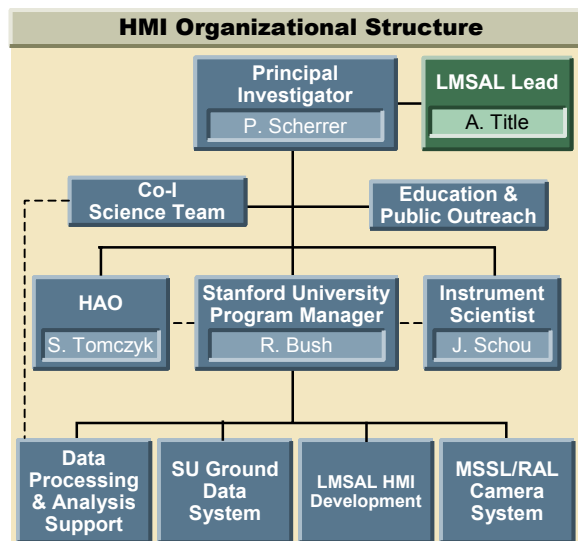 HMI Organizational Structure
Principal
Investigator
P. Scherrer
LMSAL Lead
A. Title
Co-I
Science Team
Education &
Public Outreach
HAO
S. Tomczyk
Stanford University
Program Manager
R. Bush
Instrument
Scientist
J. Schou
Data
Processing
& Analysis
Support
SU Ground
Data
System
LMSAL HMI
Development
MSSL/RAL
Camera
System